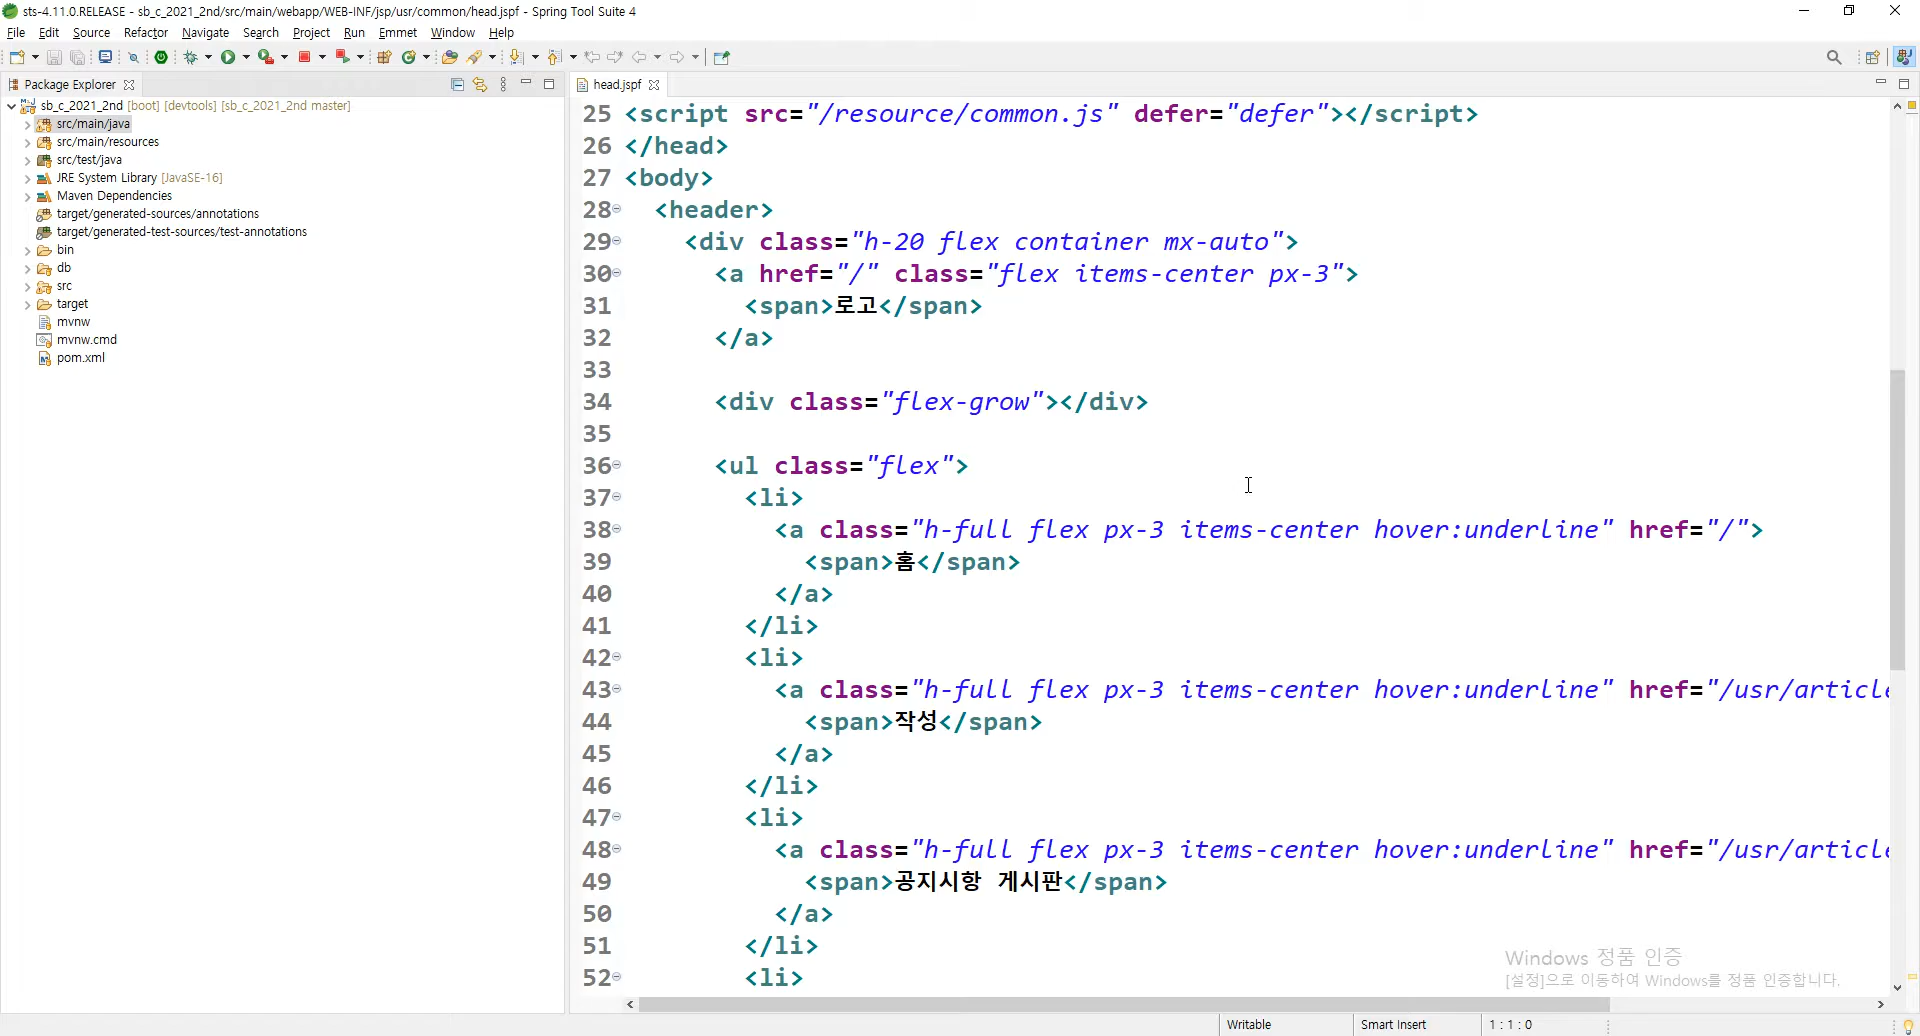 sts-4.11.0.RELEASE - sb_c_2021_2nd/src/main/webapp/WEB-INF/jsp/usr/common/head.jspf - Spring Tool Suite 4
File Edit Source Refactor Navigate Search Project Run Emmet Window Help
Package Explorer
sb_c_2021_2nd [boot] [devtools] [sb_c_2021_2nd master]
src/main/java
src/main/resources
src/test/java
JRE System Library [JavaSE-16]
Maven Dependencies
target/generated-sources/annotations
target/generated-test-sources/test-annotations
bin
db
src
target
mvnw
mvnw.cmd
pom.xml
head.jspf
25 <script src="/resource/common.js" defer="defer"></script>
26 </head>
27 <body>
28 <header>
29 <div class="h-20 flex container mx-auto">
30 <a href="/" class="flex items-center px-3">
31 <span>로고</span>
32 </a>
33
34 <div class="flex-grow"></div>
35
36 <ul class="flex">
37 <li>
38 <a class="h-full flex px-3 items-center hover:underline" href="/">
39 <span>홈</span>
40 </a>
41 </li>
42 <li>
43 <a class="h-full flex px-3 items-center hover:underline" href="/usr/article
44 <span>작성</span>
45 </a>
46 </li>
47 <li>
48 <a class="h-full flex px-3 items-center hover:underline" href="/usr/article
49 <span>공지사항 게시판</span>
50 </a>
51 </li>
52 <li>
Windows 정품 인증
[설정]으로 이동하여 Windows를 정품 인증합니다.
Writable Smart Insert 1 : 1 : 0